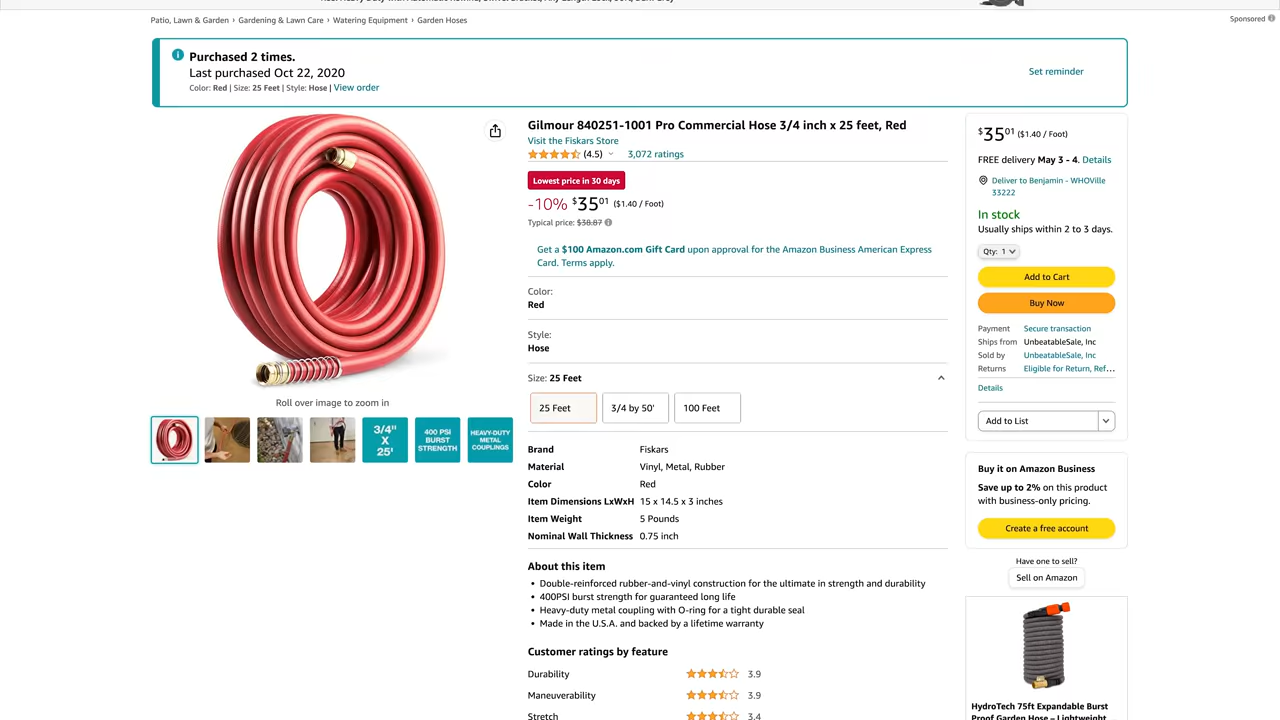 Patio, Lawn & Garden › Gardening & Lawn Care › Watering Equipment › Garden Hoses
Sponsored
Purchased 2 times.
Last purchased Oct 22, 2020
Set reminder
Color: Red | Size: 25 Feet | Style: Hose | View order
Gilmour 840251-1001 Pro Commercial Hose 3/4 inch x 25 feet, Red
Visit the Fiskars Store
(4.5) 3,072 ratings
Lowest price in 30 days
-10% $3501 ($1.40 / Foot)
Typical price: $38.87
Get a $100 Amazon.com Gift Card upon approval for the Amazon Business American Express
Card. Terms apply.
Color:
Red
Style:
Hose
Size: 25 Feet
25 Feet
3/4 by 50'
100 Feet
Roll over image to zoom in
3/4"
X
25'
400 PSI
BURST
STRENGTH
HEAVY-DUTY
METAL
COUPLINGS
Brand Fiskars
Material Vinyl, Metal, Rubber
Color Red
Item Dimensions LxWxH 15 x 14.5 x 3 inches
Item Weight 5 Pounds
Nominal Wall Thickness 0.75 inch
About this item
• Double-reinforced rubber-and-vinyl construction for the ultimate in strength and durability
• 400PSI burst strength for guaranteed long life
• Heavy-duty metal coupling with O-ring for a tight durable seal
• Made in the U.S.A. and backed by a lifetime warranty
Customer ratings by feature
Durability 3.9
Maneuverability 3.9
Stretch 3.4
$3501 ($1.40 / Foot)
FREE delivery May 3 - 4. Details
Deliver to Benjamin - WHOVille
33222
In stock
Usually ships within 2 to 3 days.
Qty: 1
Add to Cart
Buy Now
Payment Secure transaction
Ships from UnbeatableSale, Inc
Sold by UnbeatableSale, Inc
Returns Eligible for Return, Ref…
Details
Add to List
Buy it on Amazon Business
Save up to 2% on this product
with business-only pricing.
Create a free account
Have one to sell?
Sell on Amazon
HydroTech 75ft Expandable Burst
Proof Garden Hose – Lightweight